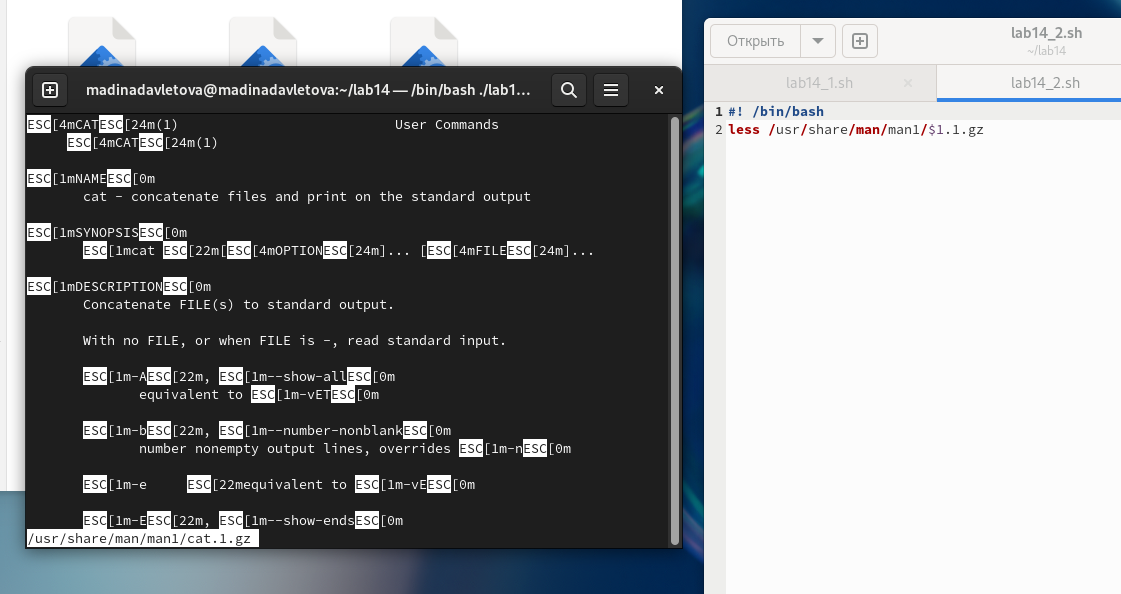 madinadavletova@madinadavletova:~/lab14 — /bin/bash ./lab1...
ESC[4mCATESC[24m(1) User Commands
ESC[4mCATESC[24m(1)
ESC[1mNAMEESC[0m
cat - concatenate files and print on the standard output
ESC[1mSYNOPSISESC[0m
ESC[1mcat ESC[22m[ESC[4mOPTIONESC[24m]... [ESC[4mFILEESC[24m]...
ESC[1mDESCRIPTIONESC[0m
Concatenate FILE(s) to standard output.
With no FILE, or when FILE is -, read standard input.
ESC[1m-AESC[22m, ESC[1m--show-allESC[0m
equivalent to ESC[1m-vETESC[0m
ESC[1m-bESC[22m, ESC[1m--number-nonblankESC[0m
number nonempty output lines, overrides ESC[1m-nESC[0m
ESC[1m-e ESC[22mequivalent to ESC[1m-vEESC[0m
ESC[1m-EESC[22m, ESC[1m--show-endsESC[0m
/usr/share/man/man1/cat.1.gz
Открыть
lab14_2.sh
~/lab14
lab14_1.sh
lab14_2.sh
1 #! /bin/bash
2 less /usr/share/man/man1/$1.1.gz